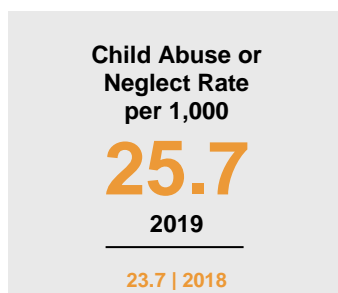 Child Abuse or
Neglect Rate
per 1,000
25.7
2019
23.7 | 2018